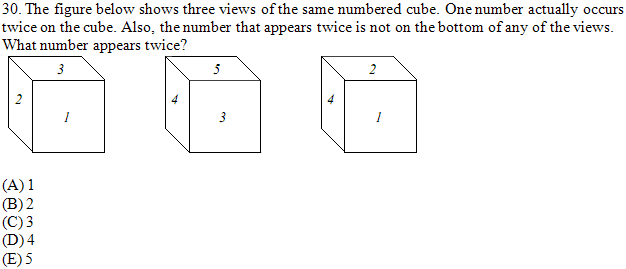 30. The figure below shows three views of the same numbered cube. One number actually occurs
twice on the cube. Also, the number that appears twice is not on the bottom of any of the views.
What number appears twice?
3 5 2
2 4 4
1 3 1
(A) 1
(B) 2
(C) 3
(D) 4
(E) 5